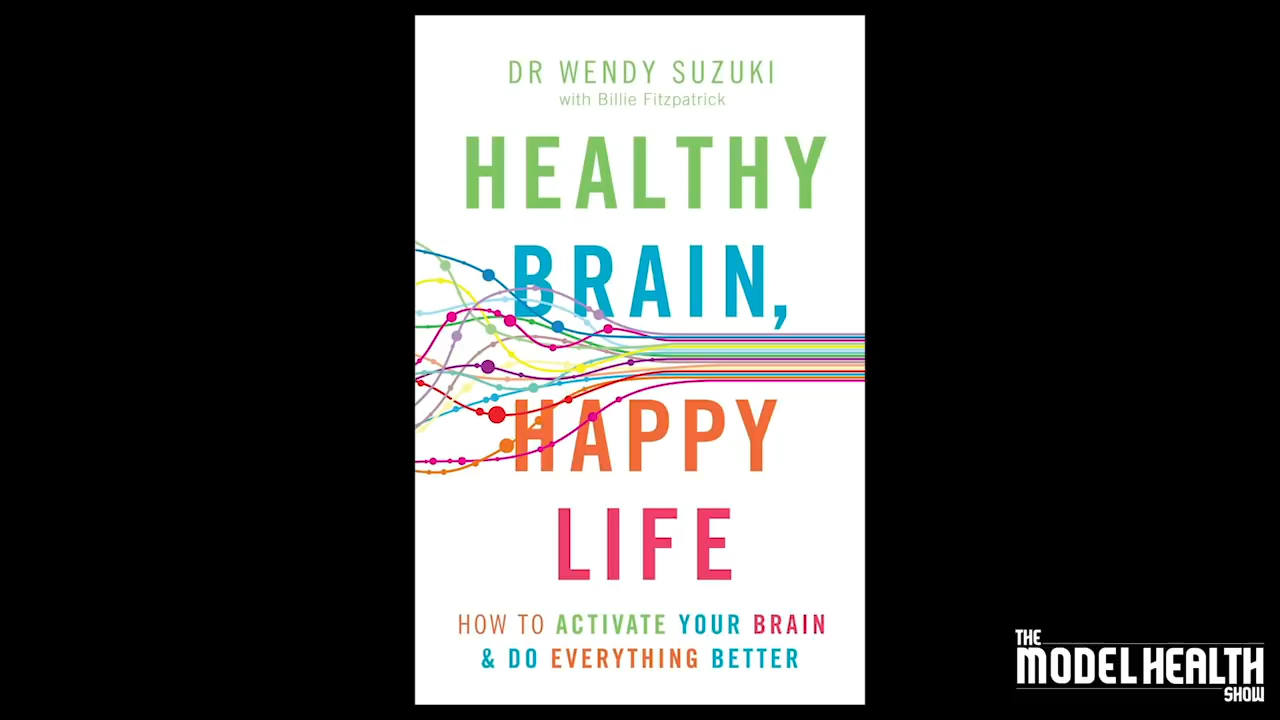 DR WENDY SUZUKI
with Billie Fitzpatrick
HEALTHY
BRAIN,
HAPPY
LIFE
HOW TO ACTIVATE YOUR BRAIN
& DO EVERYTHING BETTER
THE
MODEL HEALTH
SHOW